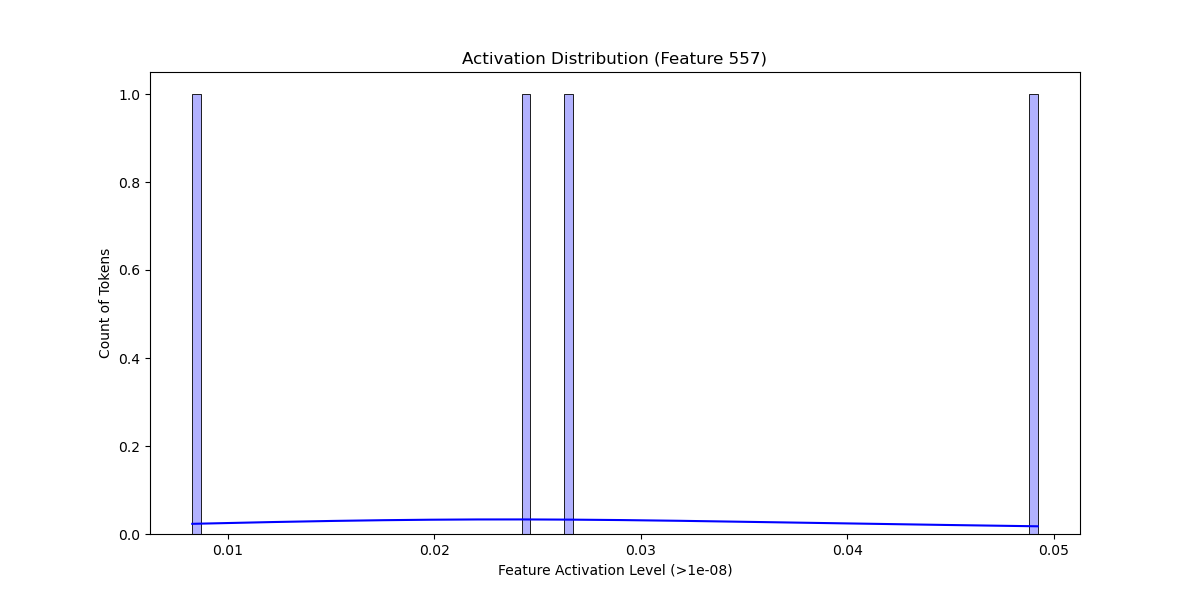 Activation Distribution (Feature 557)
1.0
0.8
0.6
0.4
0.2
0.0
Count of Tokens
0.01 0.02 0.03 0.04 0.05
Feature Activation Level (>1e-08)